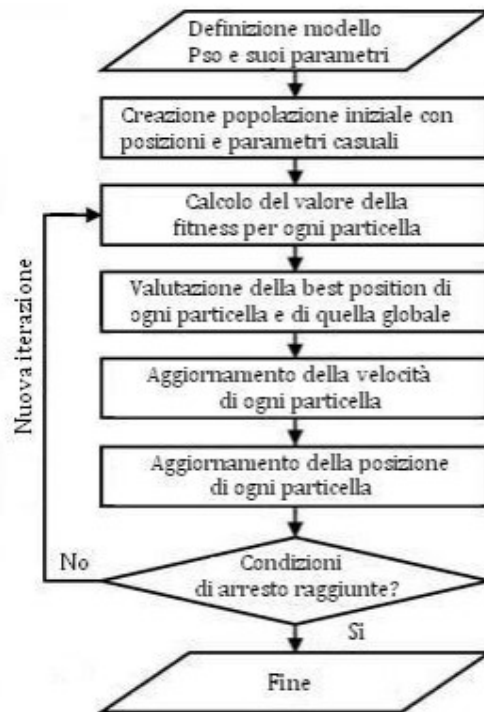 Definizione modello
Pso e suoi parametri
Creazione popolazione iniziale con
posizioni e parametri casuali
Calcolo del valore della
fitness per ogni particella
Valutazione della best position di
ogni particella e di quella globale
Aggiornamento della velocità
di ogni particella
Aggiornamento della posizione
di ogni particella
Condizioni
di arresto raggiunte?
No
Nuova iterazione
Si
Fine